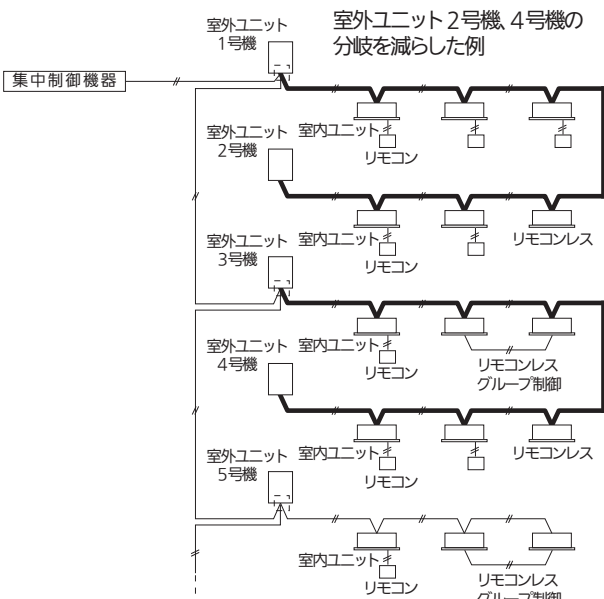 室外ユニット2号機、4号機の
分岐を減らした例
室外ユニット
1号機
集中制御機器
室内ユニット
リモコン
室外ユニット
2号機
室内ユニット
リモコン
リモコンレス
室外ユニット
3号機
室内ユニット
リモコン
リモコンレス
グループ制御
室外ユニット
4号機
室内ユニット
リモコン
リモコンレス
室外ユニット
5号機
室内ユニット
リモコン
リモコンレス
グループ制御